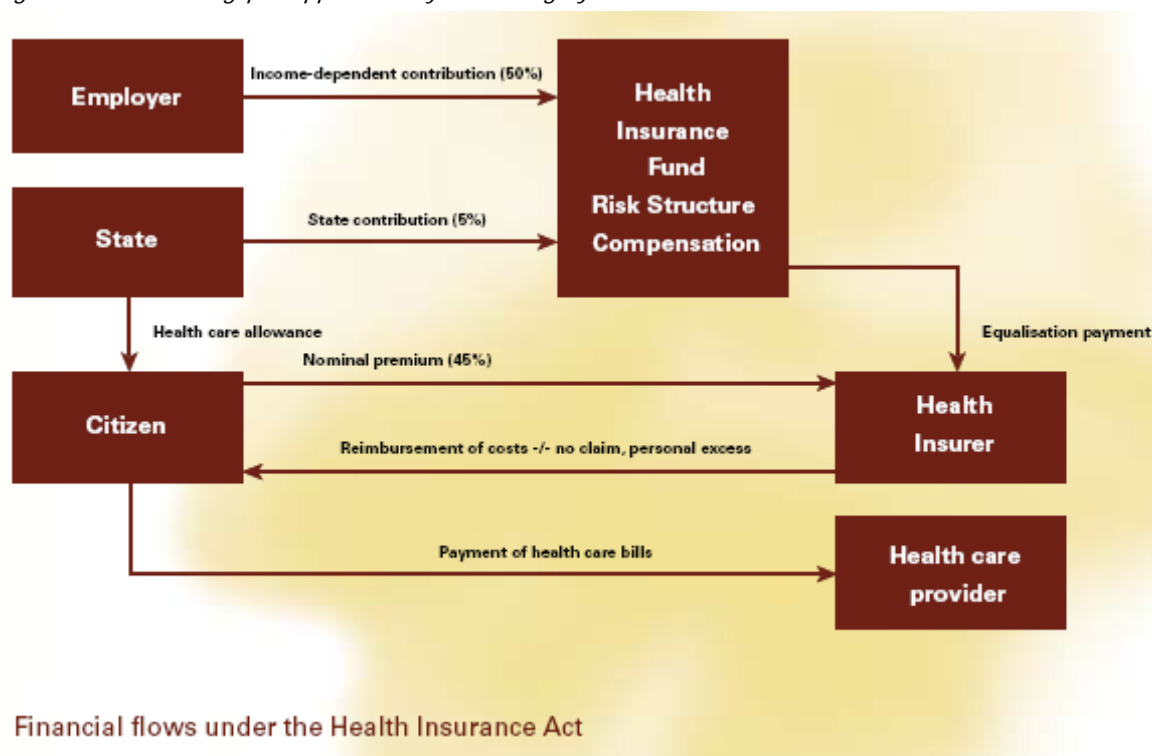 Employer
Income-dependent contribution (50%)
Health
Insurance
Fund
Risk Structure
Compensation
State
State contribution (5%)
Health care allowance
Equalisation payment
Nominal premium (45%)
Citizen
Health
Insurer
Reimbursement of costs -/- no claim, personal excess
Payment of health care bills
Health care
provider
Financial flows under the Health Insurance Act